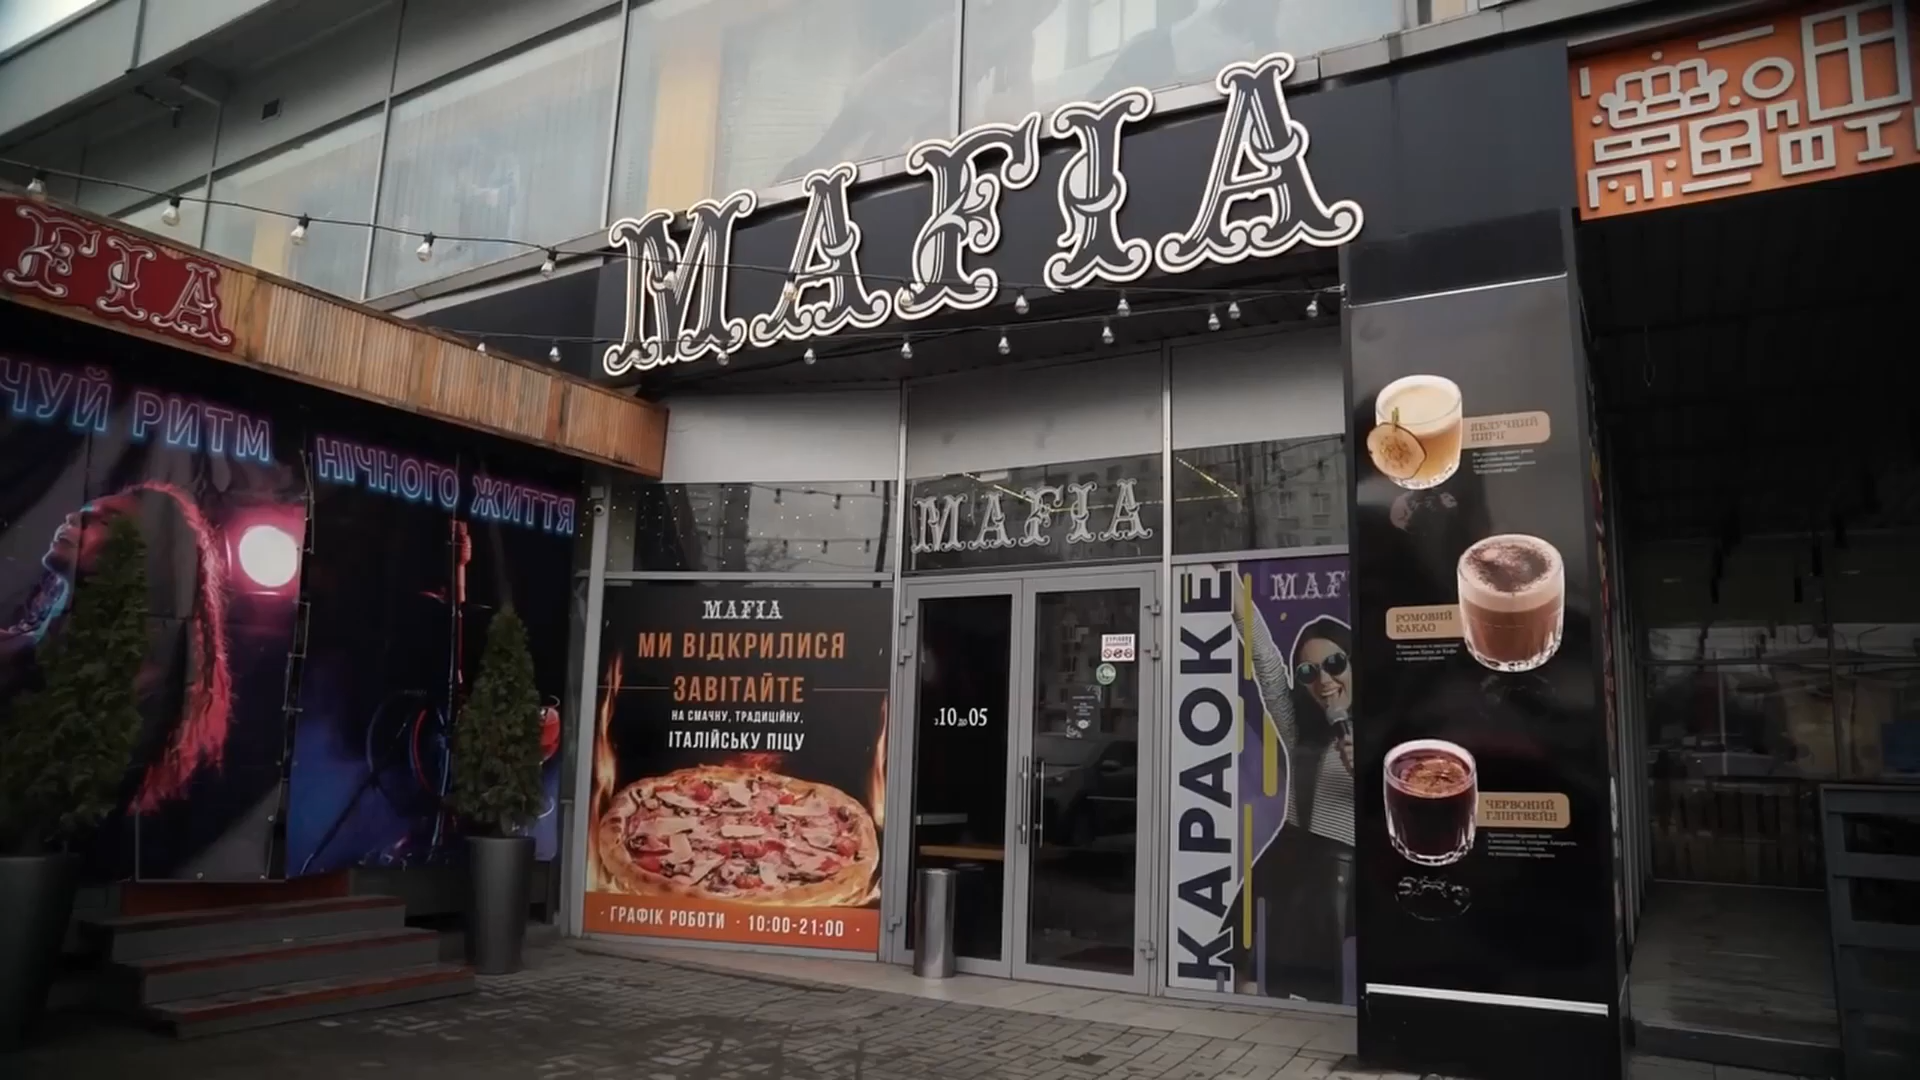 MAFIA
FIA
ЧУЙ РИТМ
НІЧНОГО ЖИТТЯ
MAFIA
MAFIA
МИ ВІДКРИЛИСЯ
ЗАВІТАЙТЕ
НА СМАЧНУ, ТРАДИЦІЙНУ,
ІТАЛІЙСЬКУ ПІЦУ
· ГРАФІК РОБОТИ · 10:00-21:00 ·
з 10 до 05
КАРАОКЕ
MAF
ЯБЛУЧНИЙ
ПИРІГ
РОМОВИЙ
КАКАО
ЧЕРВОНИЙ
ГЛІНТВЕЙН